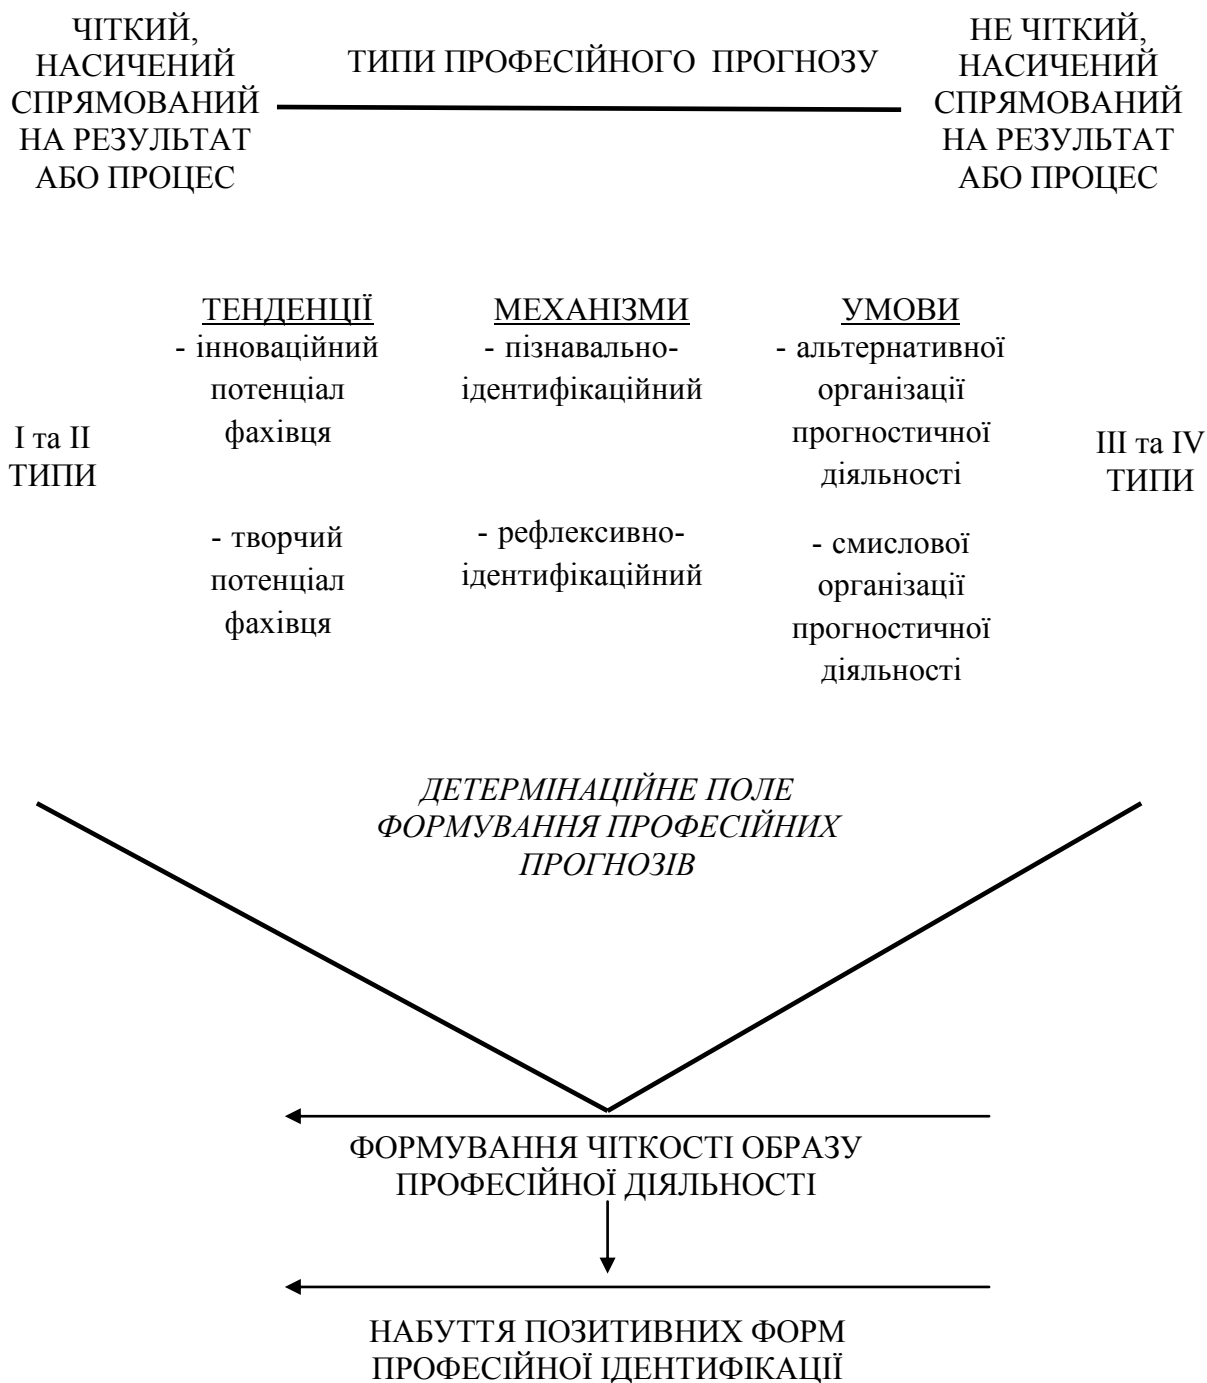 ЧІТКИЙ,
НАСИЧЕНИЙ
СПРЯМОВАНИЙ
НА РЕЗУЛЬТАТ
АБО ПРОЦЕС
ТИПИ ПРОФЕСІЙНОГО ПРОГНОЗУ
НЕ ЧІТКИЙ,
НАСИЧЕНИЙ
СПРЯМОВАНИЙ
НА РЕЗУЛЬТАТ
АБО ПРОЦЕС
І та ІІ
ТИПИ
ТЕНДЕНЦІЇ
- інноваційний
потенціал
фахівця
- творчий
потенціал
фахівця
МЕХАНІЗМИ
- пізнавально-
ідентифікаційний
- рефлексивно-
ідентифікаційний
УМОВИ
- альтернативної
організації
прогностичної
діяльності
- смислової
організації
прогностичної
діяльності
ІІІ та IV
ТИПИ
ДЕТЕРМІНАЦІЙНЕ ПОЛЕ
ФОРМУВАННЯ ПРОФЕСІЙНИХ
ПРОГНОЗІВ
ФОРМУВАННЯ ЧІТКОСТІ ОБРАЗУ
ПРОФЕСІЙНОЇ ДІЯЛЬНОСТІ
НАБУТТЯ ПОЗИТИВНИХ ФОРМ
ПРОФЕСІЙНОЇ ІДЕНТИФІКАЦІЇ